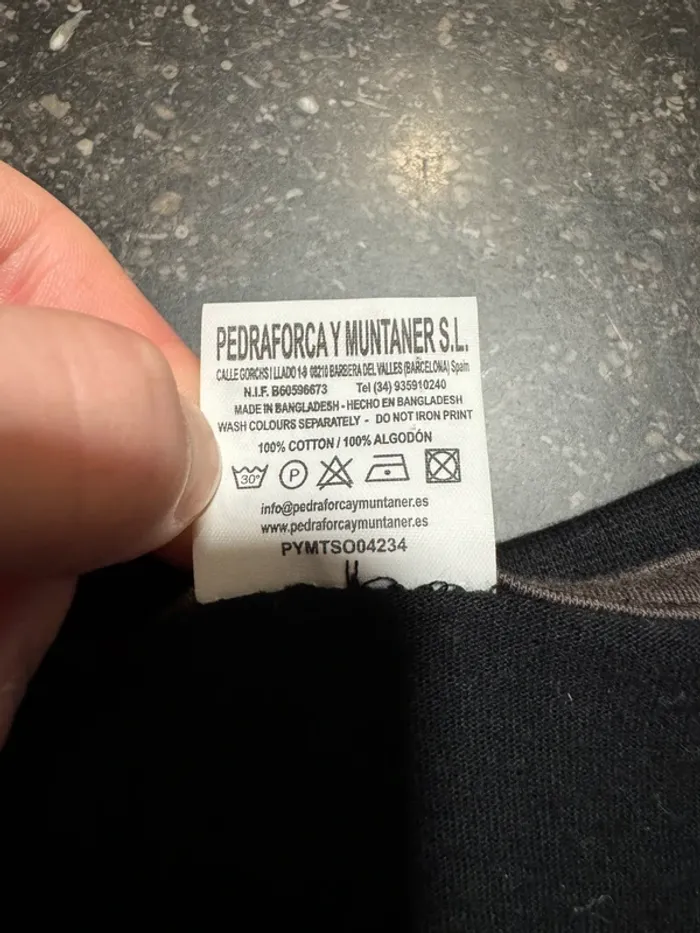 PEDRAFORCA Y MUNTANER S.L.
CALLE GORCHS I LLADO 1-9 08210 BARBERA DEL VALLES (BARCELONA) Spain
N.I.F. B60596673 Tel (34) 935910240
MADE IN BANGLADESH - HECHO EN BANGLADESH
WASH COLOURS SEPARATELY - DO NOT IRON PRINT
100% COTTON / 100% ALGODÓN
30° P
info@pedraforcaymuntaner.es
www.pedraforcaymuntaner.es
PYMTSO04234